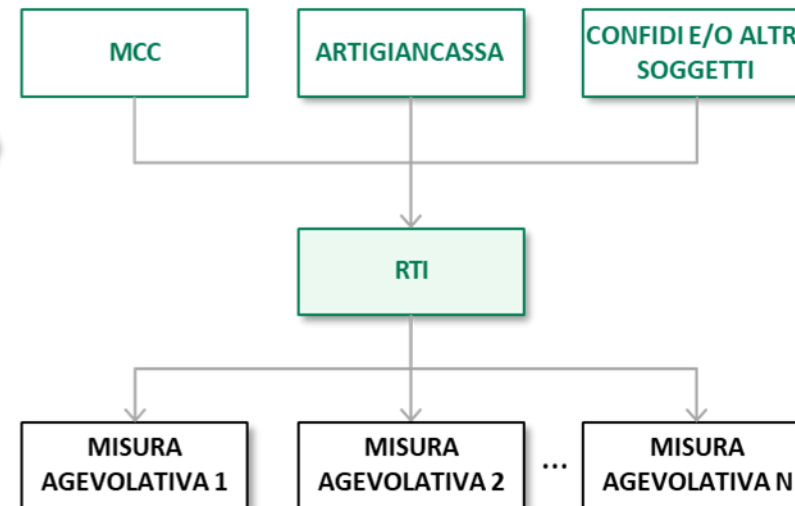 MCC
ARTIGIANCASSA
CONFIDI E/O ALTR
SOGGETTI
RTI
MISURA
AGEVOLATIVA 1
MISURA
AGEVOLATIVA 2
...
MISURA
AGEVOLATIVA N